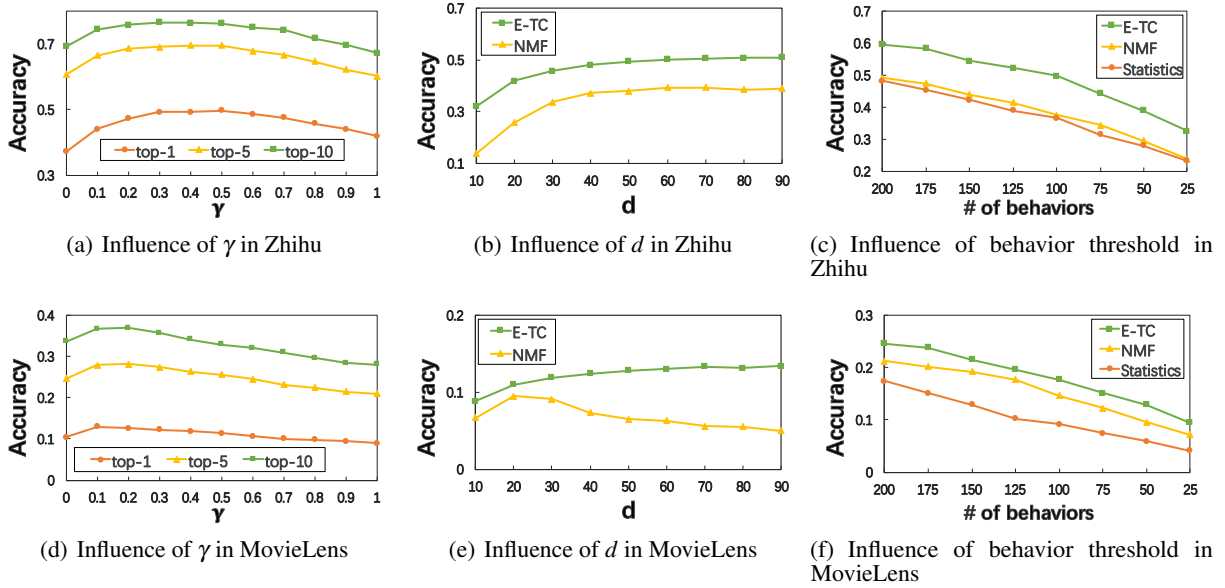 Accuracy
0.7
0.5
0.3
top-1 top-5 top-10
0 0.1 0.2 0.3 0.4 0.5 0.6 0.7 0.8 0.9 1
γ
(a) Influence of γ in Zhihu
Accuracy
0.7
0.5
0.3
0.1
E-TC
NMF
10 20 30 40 50 60 70 80 90
d
(b) Influence of d in Zhihu
Accuracy
0.7
0.6
0.5
0.4
0.3
0.2
E-TC
NMF
Statistics
200 175 150 125 100 75 50 25
# of behaviors
(c) Influence of behavior threshold in
Zhihu
Accuracy
0.4
0.3
0.2
0.1
0
top-1 top-5 top-10
0 0.1 0.2 0.3 0.4 0.5 0.6 0.7 0.8 0.9 1
γ
(d) Influence of γ in MovieLens
Accuracy
0.2
0.1
0
E-TC
NMF
10 20 30 40 50 60 70 80 90
d
(e) Influence of d in MovieLens
Accuracy
0.3
0.2
0.1
0
E-TC
NMF
Statistics
200 175 150 125 100 75 50 25
# of behaviors
(f) Influence of behavior threshold in
MovieLens